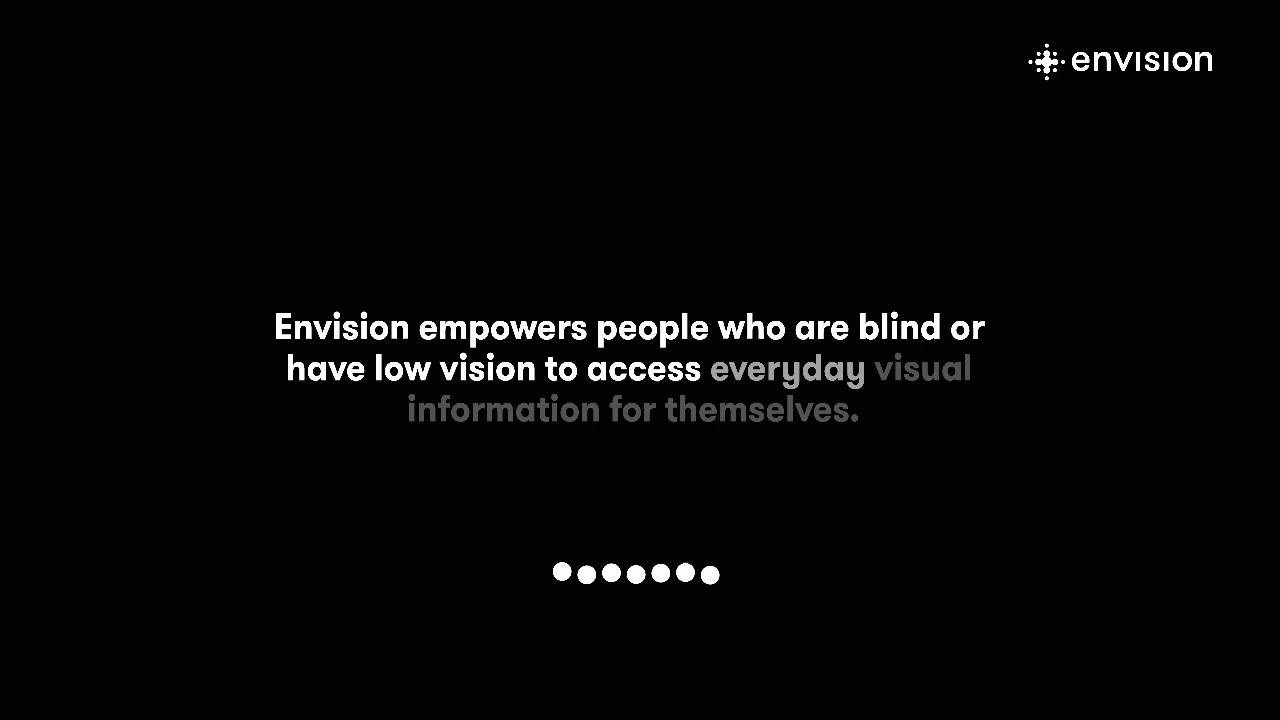 envision
Envision empowers people who are blind or
have low vision to access everyday visual
information for themselves.